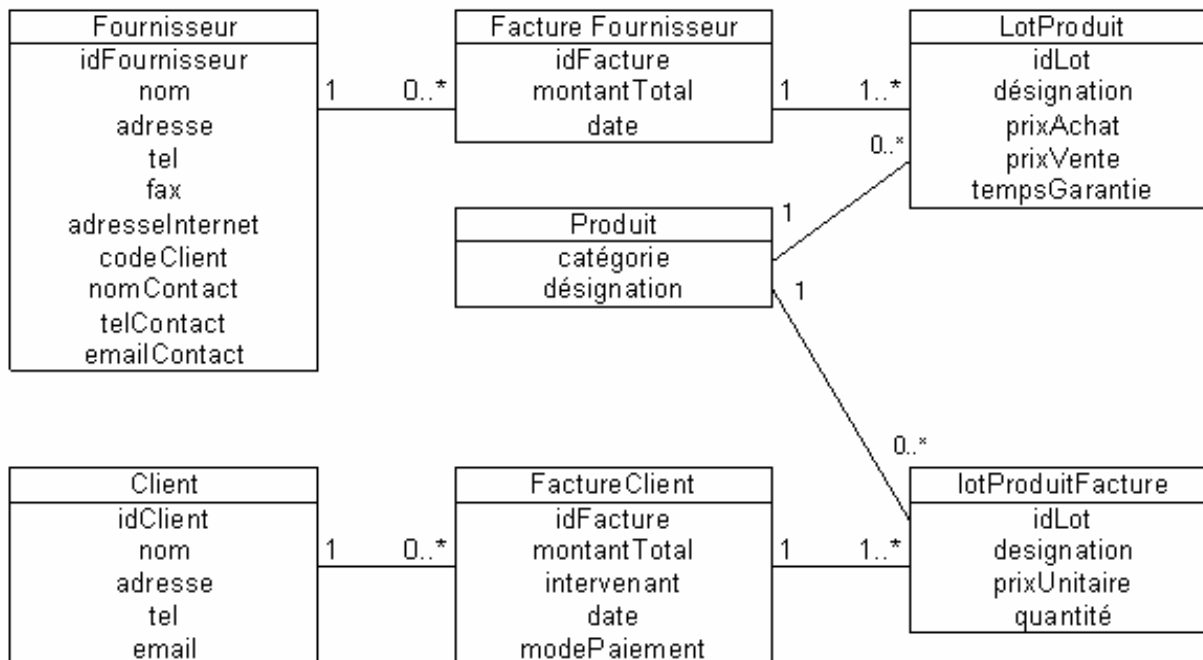 Fournisseur
idFournisseur
nom
adresse
tel
fax
adresseInternet
codeClient
nomContact
telContact
emailContact
1
0..*
Facture Fournisseur
idFacture
montantTotal
date
1
1..*
LotProduit
idLot
désignation
prixAchat
prixVente
tempsGarantie
0..*
1
Produit
catégorie
désignation
1
0..*
Client
idClient
nom
adresse
tel
email
1
0..*
FactureClient
idFacture
montantTotal
intervenant
date
modePaiement
1
1..*
lotProduitFacture
idLot
designation
prixUnitaire
quantité